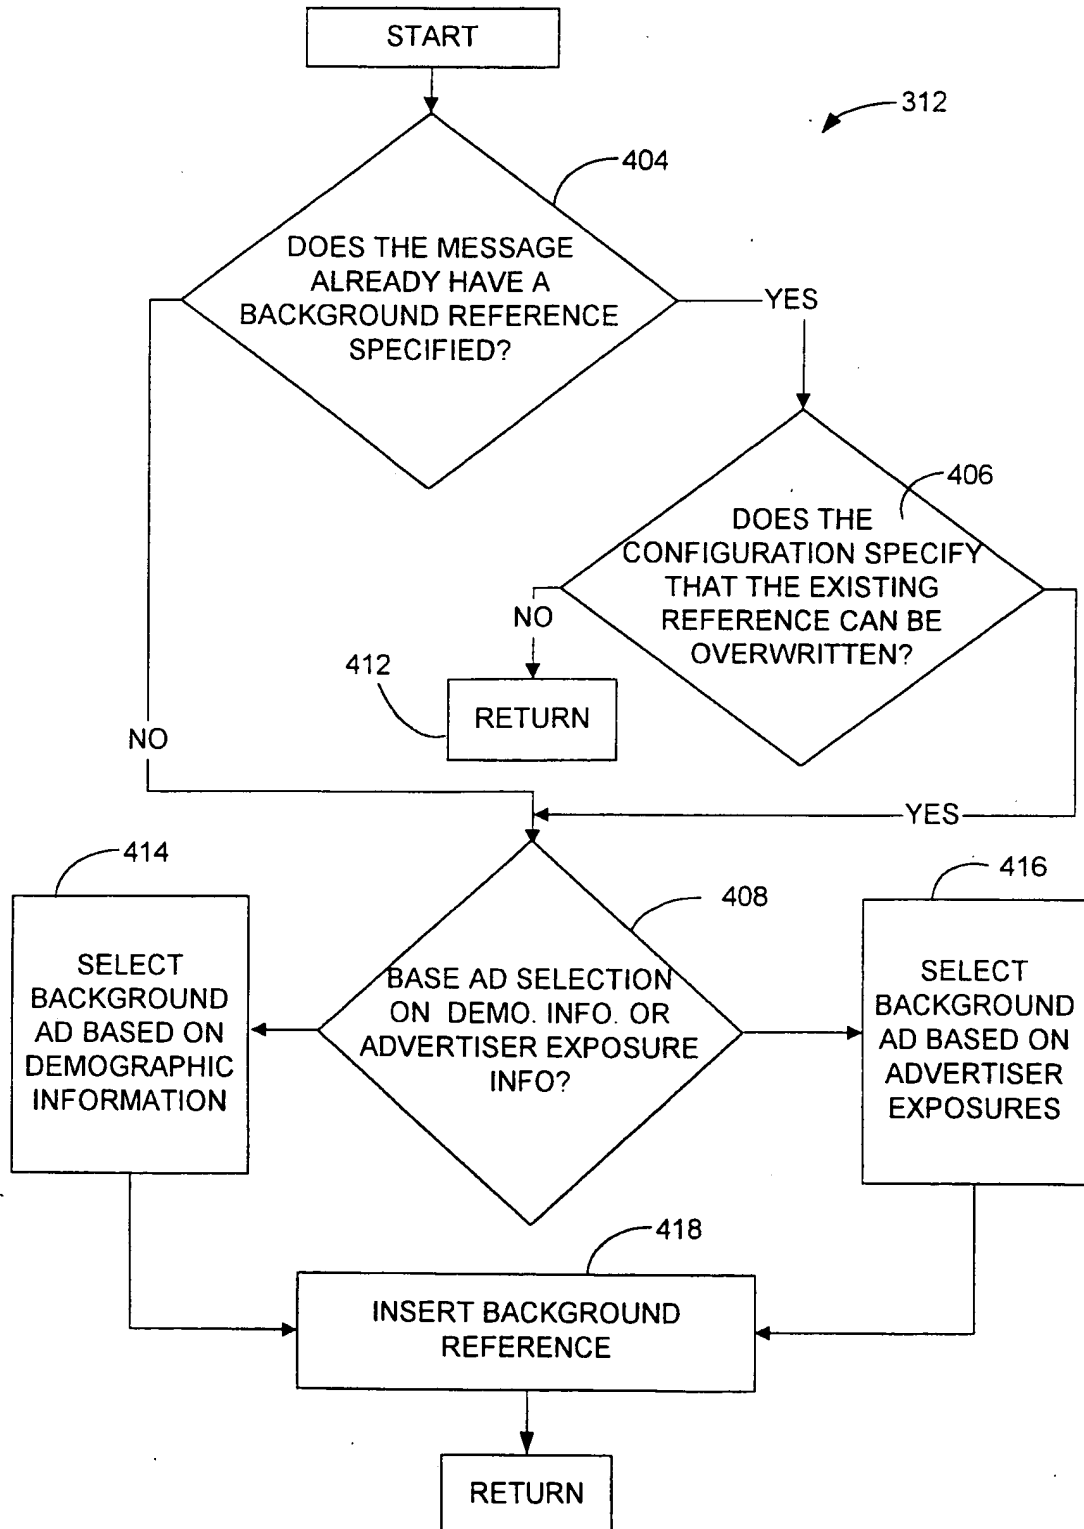 START
312
404
DOES THE MESSAGE
ALREADY HAVE A
BACKGROUND REFERENCE
SPECIFIED?
YES
406
DOES THE
CONFIGURATION SPECIFY
THAT THE EXISTING
REFERENCE CAN BE
OVERWRITTEN?
NO
412
RETURN
NO
YES
414
408
416
SELECT
BACKGROUND
AD BASED ON
DEMOGRAPHIC
INFORMATION
BASE AD SELECTION
ON DEMO. INFO. OR
ADVERTISER EXPOSURE
INFO?
SELECT
BACKGROUND
AD BASED ON
ADVERTISER
EXPOSURES
418
INSERT BACKGROUND
REFERENCE
RETURN